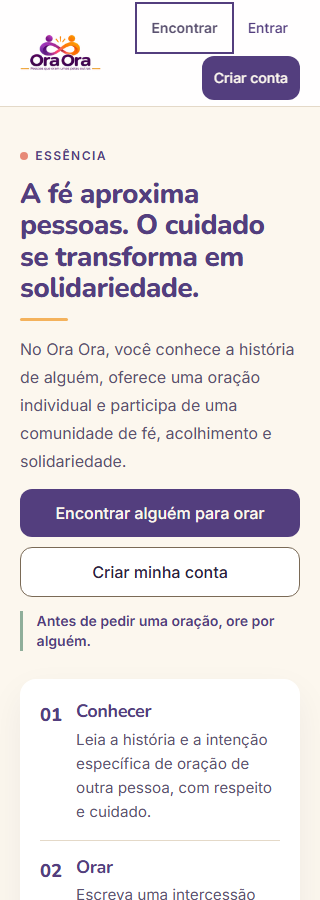 Encontrar
Entrar
Ora Ora
Criar conta
ESSÊNCIA
A fé aproxima
pessoas. O cuidado
se transforma em
solidariedade.
No Ora Ora, você conhece a história
de alguém, oferece uma oração
individual e participa de uma
comunidade de fé, acolhimento e
solidariedade.
Encontrar alguém para orar
Criar minha conta
Antes de pedir uma oração, ore por
alguém.
01 Conhecer
Leia a história e a intenção
específica de oração de
outra pessoa, com respeito
e cuidado.
02 Orar
Escreva uma intercessão